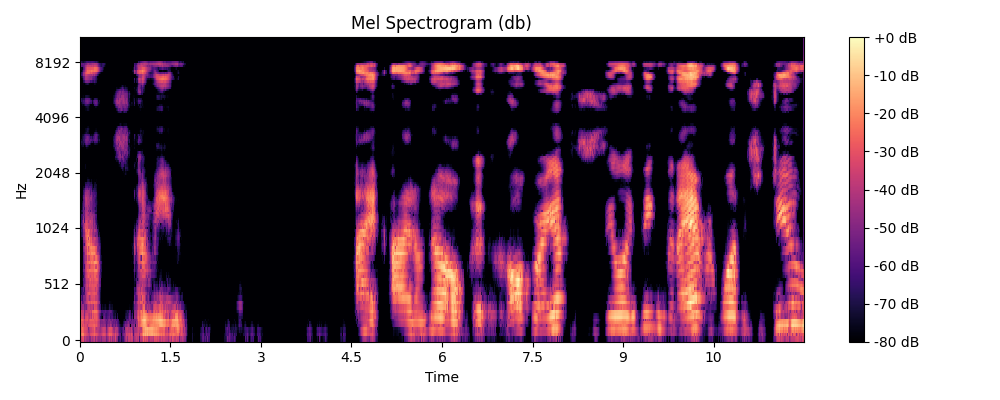 Mel Spectrogram (db)
8192
4096
2048
1024
512
0
Hz
0 1.5 3 4.5 6 7.5 9 10
Time
+0 dB
-10 dB
-20 dB
-30 dB
-40 dB
-50 dB
-60 dB
-70 dB
-80 dB